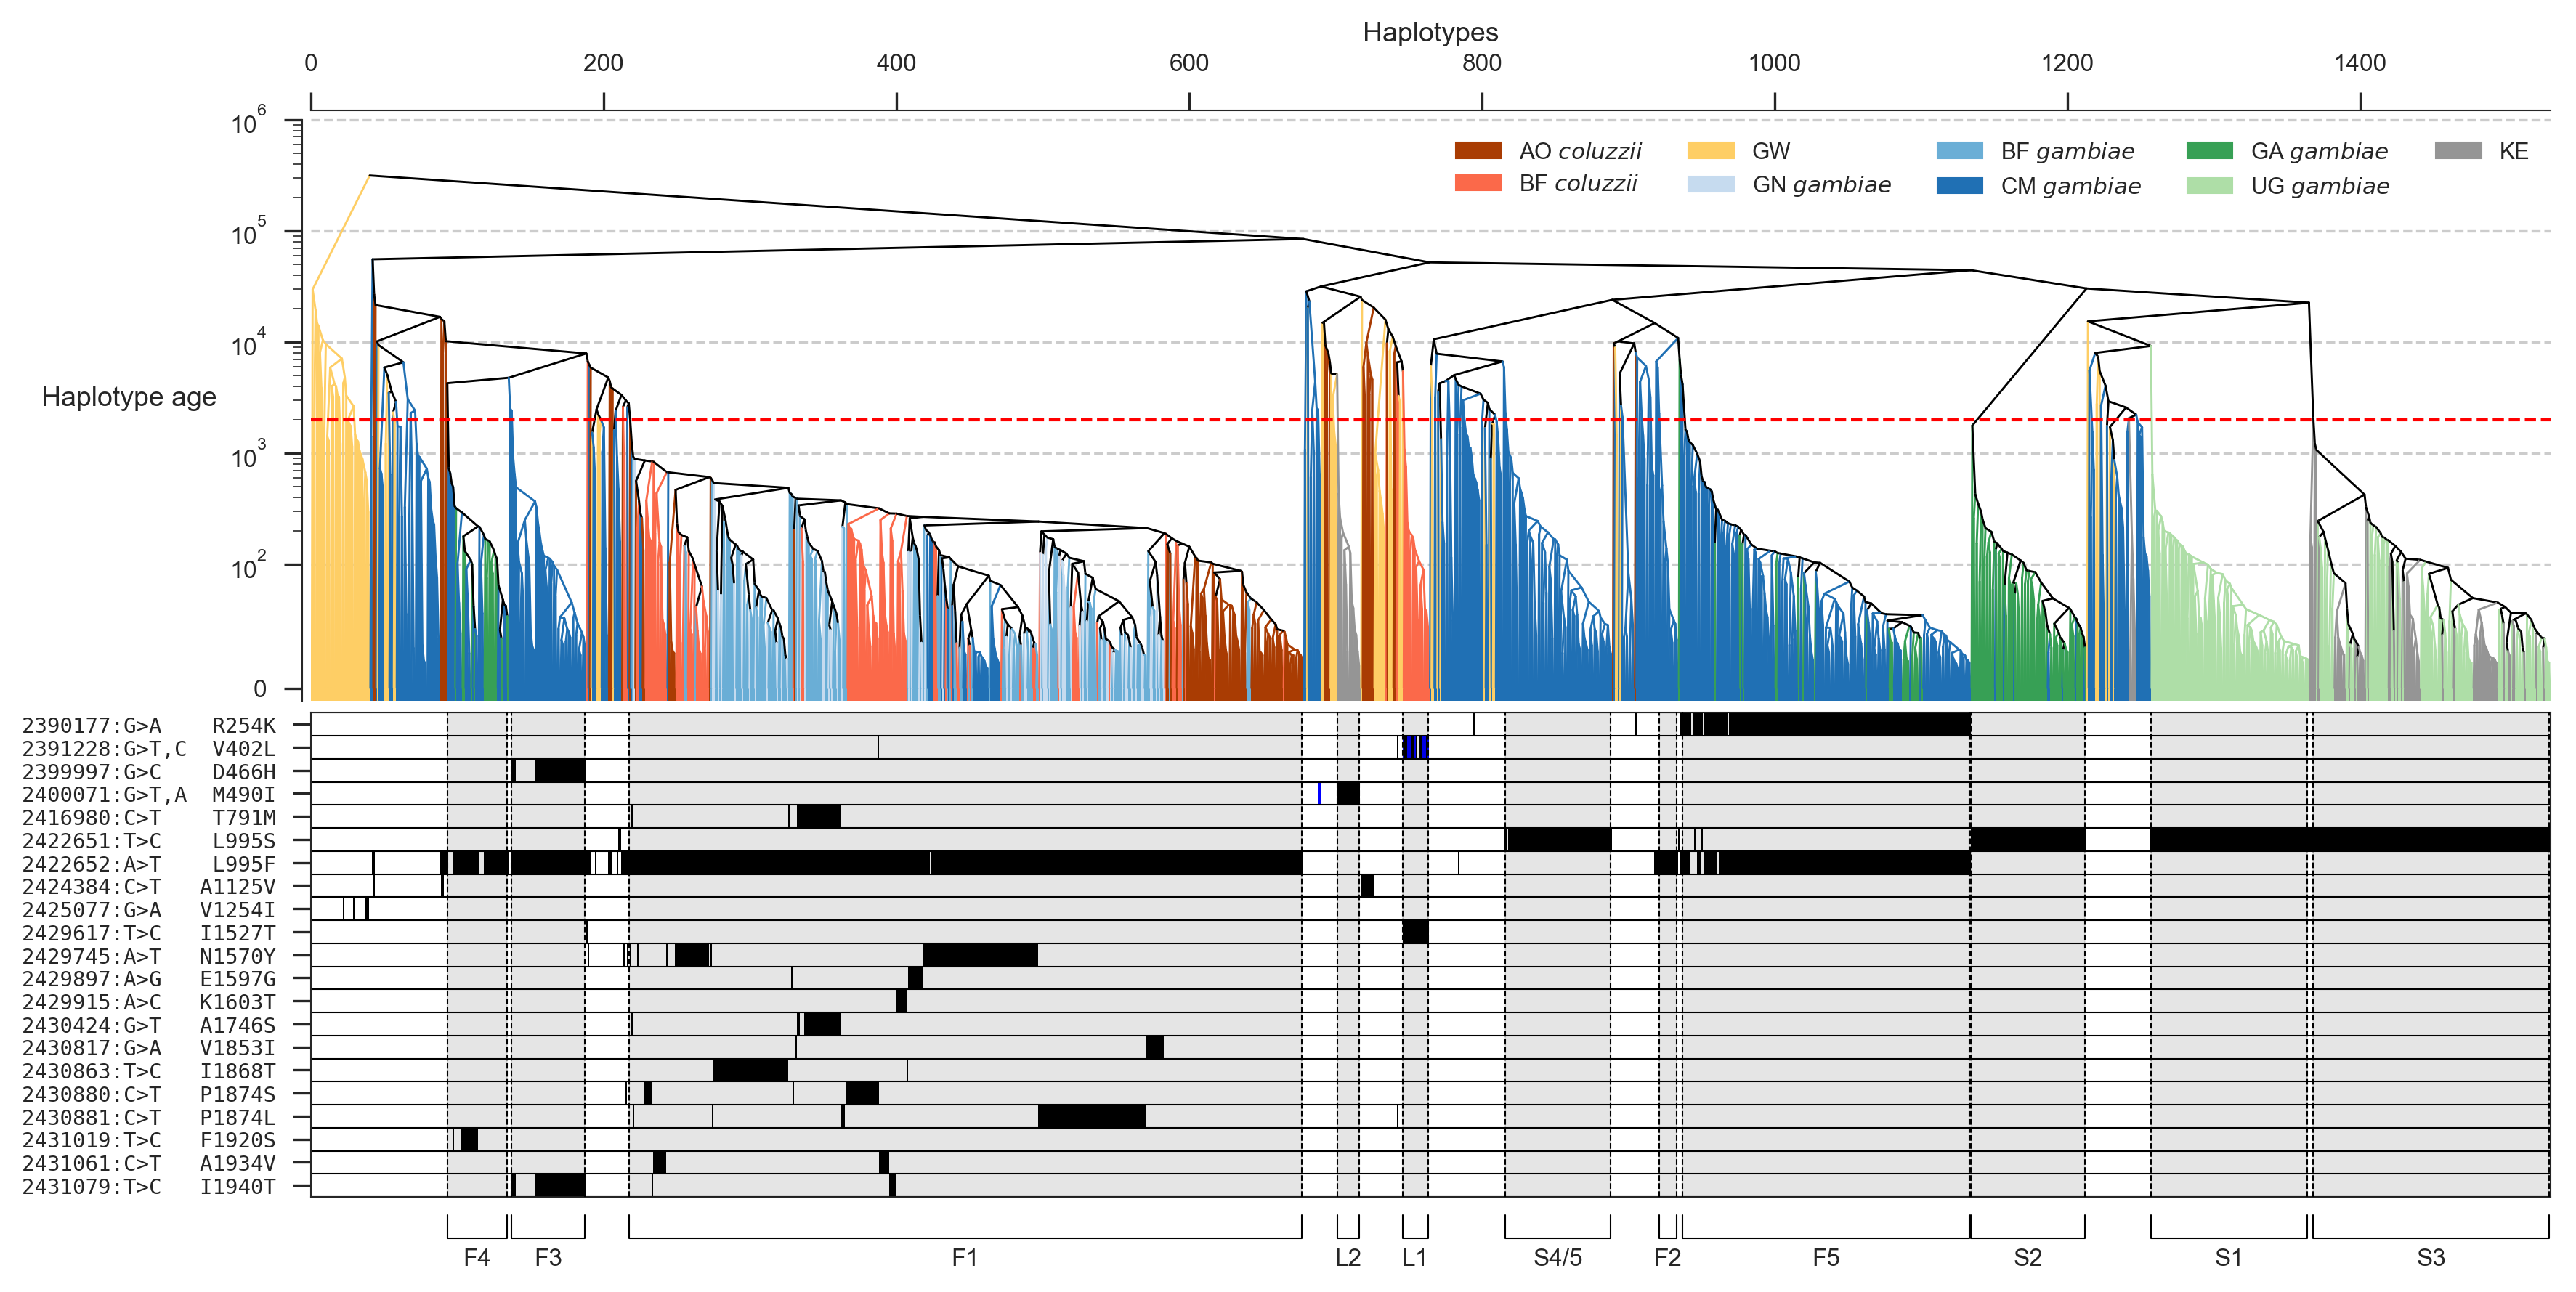 Haplotypes
0 200 400 600 800 1000 1200 1400
10^6
AO coluzzii GW BF gambiae GA gambiae KE
BF coluzzii GN gambiae CM gambiae UG gambiae
10^5
10^4
Haplotype age
10^3
10^2
0
2390177:G>A R254K
2391228:G>T,C V402L
2399997:G>C D466H
2400071:G>T,A M490I
2416980:C>T T791M
2422651:T>C L995S
2422652:A>T L995F
2424384:C>T A1125V
2425077:G>A V1254I
2429617:T>C I1527T
2429745:A>T N1570Y
2429897:A>G E1597G
2429915:A>C K1603T
2430424:G>T A1746S
2430817:G>A V1853I
2430863:T>C I1868T
2430880:C>T P1874S
2430881:C>T P1874L
2431019:T>C F1920S
2431061:C>T A1934V
2431079:T>C I1940T
F4 F3 F1 L2 L1 S4/5 F2 F5 S2 S1 S3